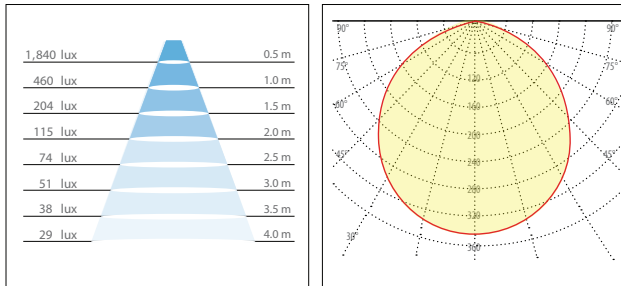 1,840 lux 0.5 m
460 lux 1.0 m
204 lux 1.5 m
115 lux 2.0 m
74 lux 2.5 m
51 lux 3.0 m
38 lux 3.5 m
29 lux 4.0 m
90° 90°
75° 75°
120
60° 160 60°
200
45° 240 45°
280
320
30° 360